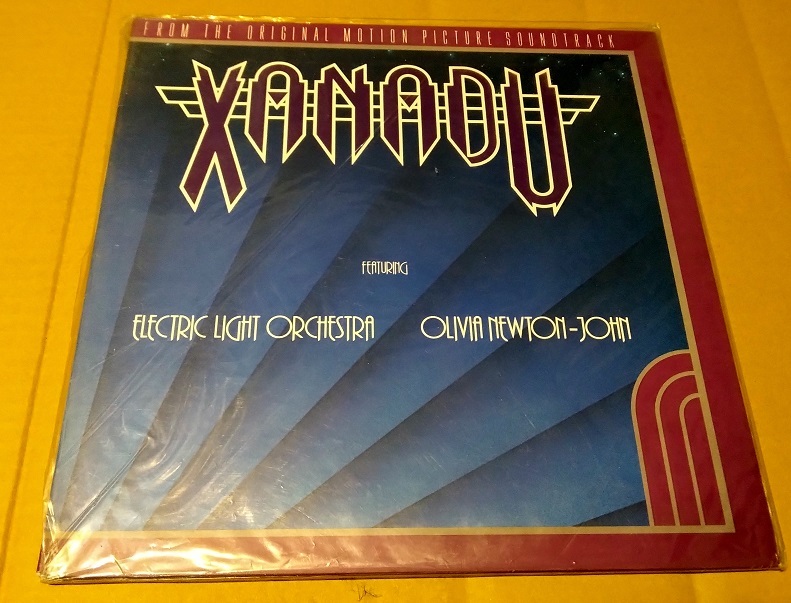 FROM THE ORIGINAL MOTION PICTURE SOUNDTRACK
XANADU
FEATURING
ELECTRIC LIGHT ORCHESTRA
OLIVIA NEWTON-JOHN